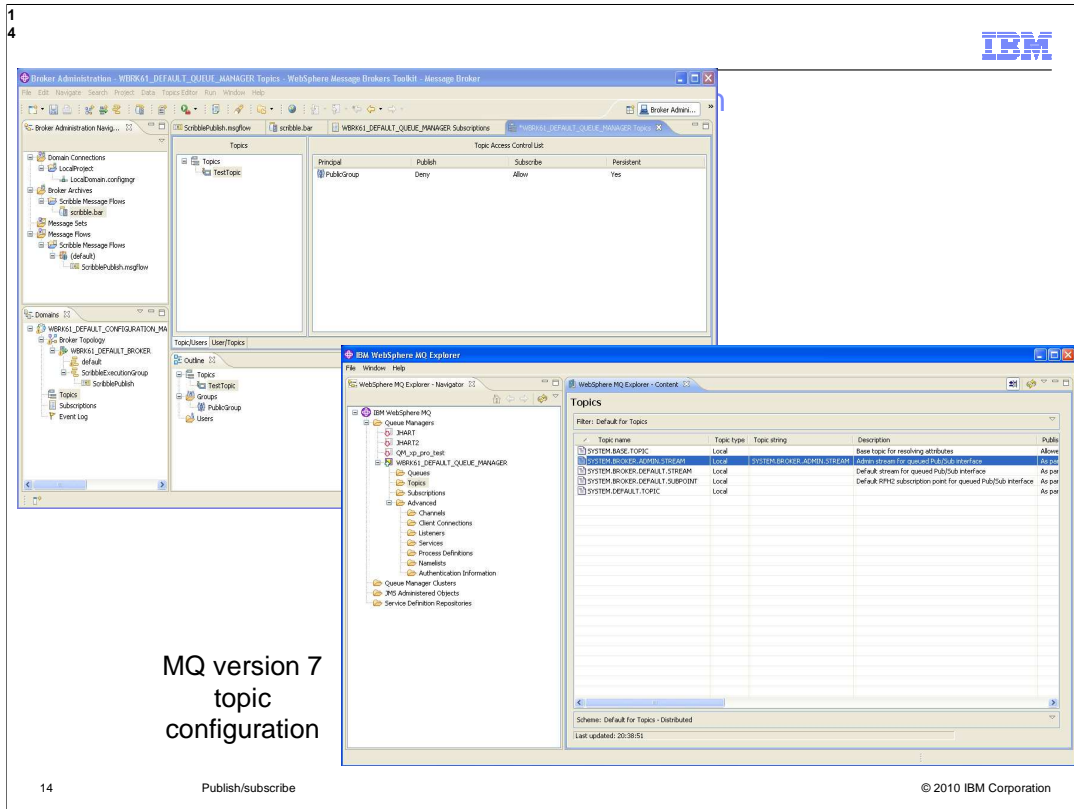 1
4
IBM
Broker Administration - WBRK61_DEFAULT_QUEUE_MANAGER Topics - WebSphere Message Brokers Toolkit - Message Broker
File Edit Navigate Search Project Data Topics Editor Run Window Help
Broker Admini...
n
Broker Administration Navig...
ScribblePublish.msgflow
scribble.bar
WBRK61_DEFAULT_QUEUE_MANAGER Subscriptions
*WBRK61_DEFAULT_QUEUE_MANAGER Topics
Domain Connections
LocalProject
LocalDomain.configmgr
Broker Archives
Scribble Message Flows
scribble.bar
Message Sets
Message Flows
Scribble Message Flows
(default)
ScribblePublish.msgflow
Topics
Topics
TestTopic
Topic Access Control List
Principal Publish Subscribe Persistent
PublicGroup Deny Allow Yes
Topic/Users User/Topics
Domains
WBRK61_DEFAULT_CONFIGURATION_MA
Broker Topology
WBRK61_DEFAULT_BROKER
default
ScribbleExecutionGroup
ScribblePublish
Topics
Subscriptions
Event Log
Outline
Topics
TestTopic
Groups
PublicGroup
Users
IBM WebSphere MQ Explorer
File Window Help
WebSphere MQ Explorer - Navigator
IBM WebSphere MQ
Queue Managers
JHART
JHART2
QM_xp_pro_test
WBRK61_DEFAULT_QUEUE_MANAGER
Queues
Topics
Subscriptions
Advanced
Channels
Client Connections
Listeners
Services
Process Definitions
Namelists
Authentication Information
Queue Manager Clusters
JMS Administered Objects
Service Definition Repositories
WebSphere MQ Explorer - Content
Topics
Filter: Default for Topics
Topic name Topic type Topic string Description Publis
SYSTEM.BASE.TOPIC Local Base topic for resolving attributes Allowe
SYSTEM.BROKER.ADMIN.STREAM Local SYSTEM.BROKER.ADMIN.STREAM Admin stream for queued Pub/Sub interface As par
SYSTEM.BROKER.DEFAULT.STREAM Local Default stream for queued Pub/Sub interface As par
SYSTEM.BROKER.DEFAULT.SUBPOINT Local Default RFH2 subscription point for queued Pub/Sub interface As par
SYSTEM.DEFAULT.TOPIC Local As par
Scheme: Default for Topics - Distributed
Last updated: 20:38:51
MQ version 7
topic
configuration
14 Publish/subscribe © 2010 IBM Corporation